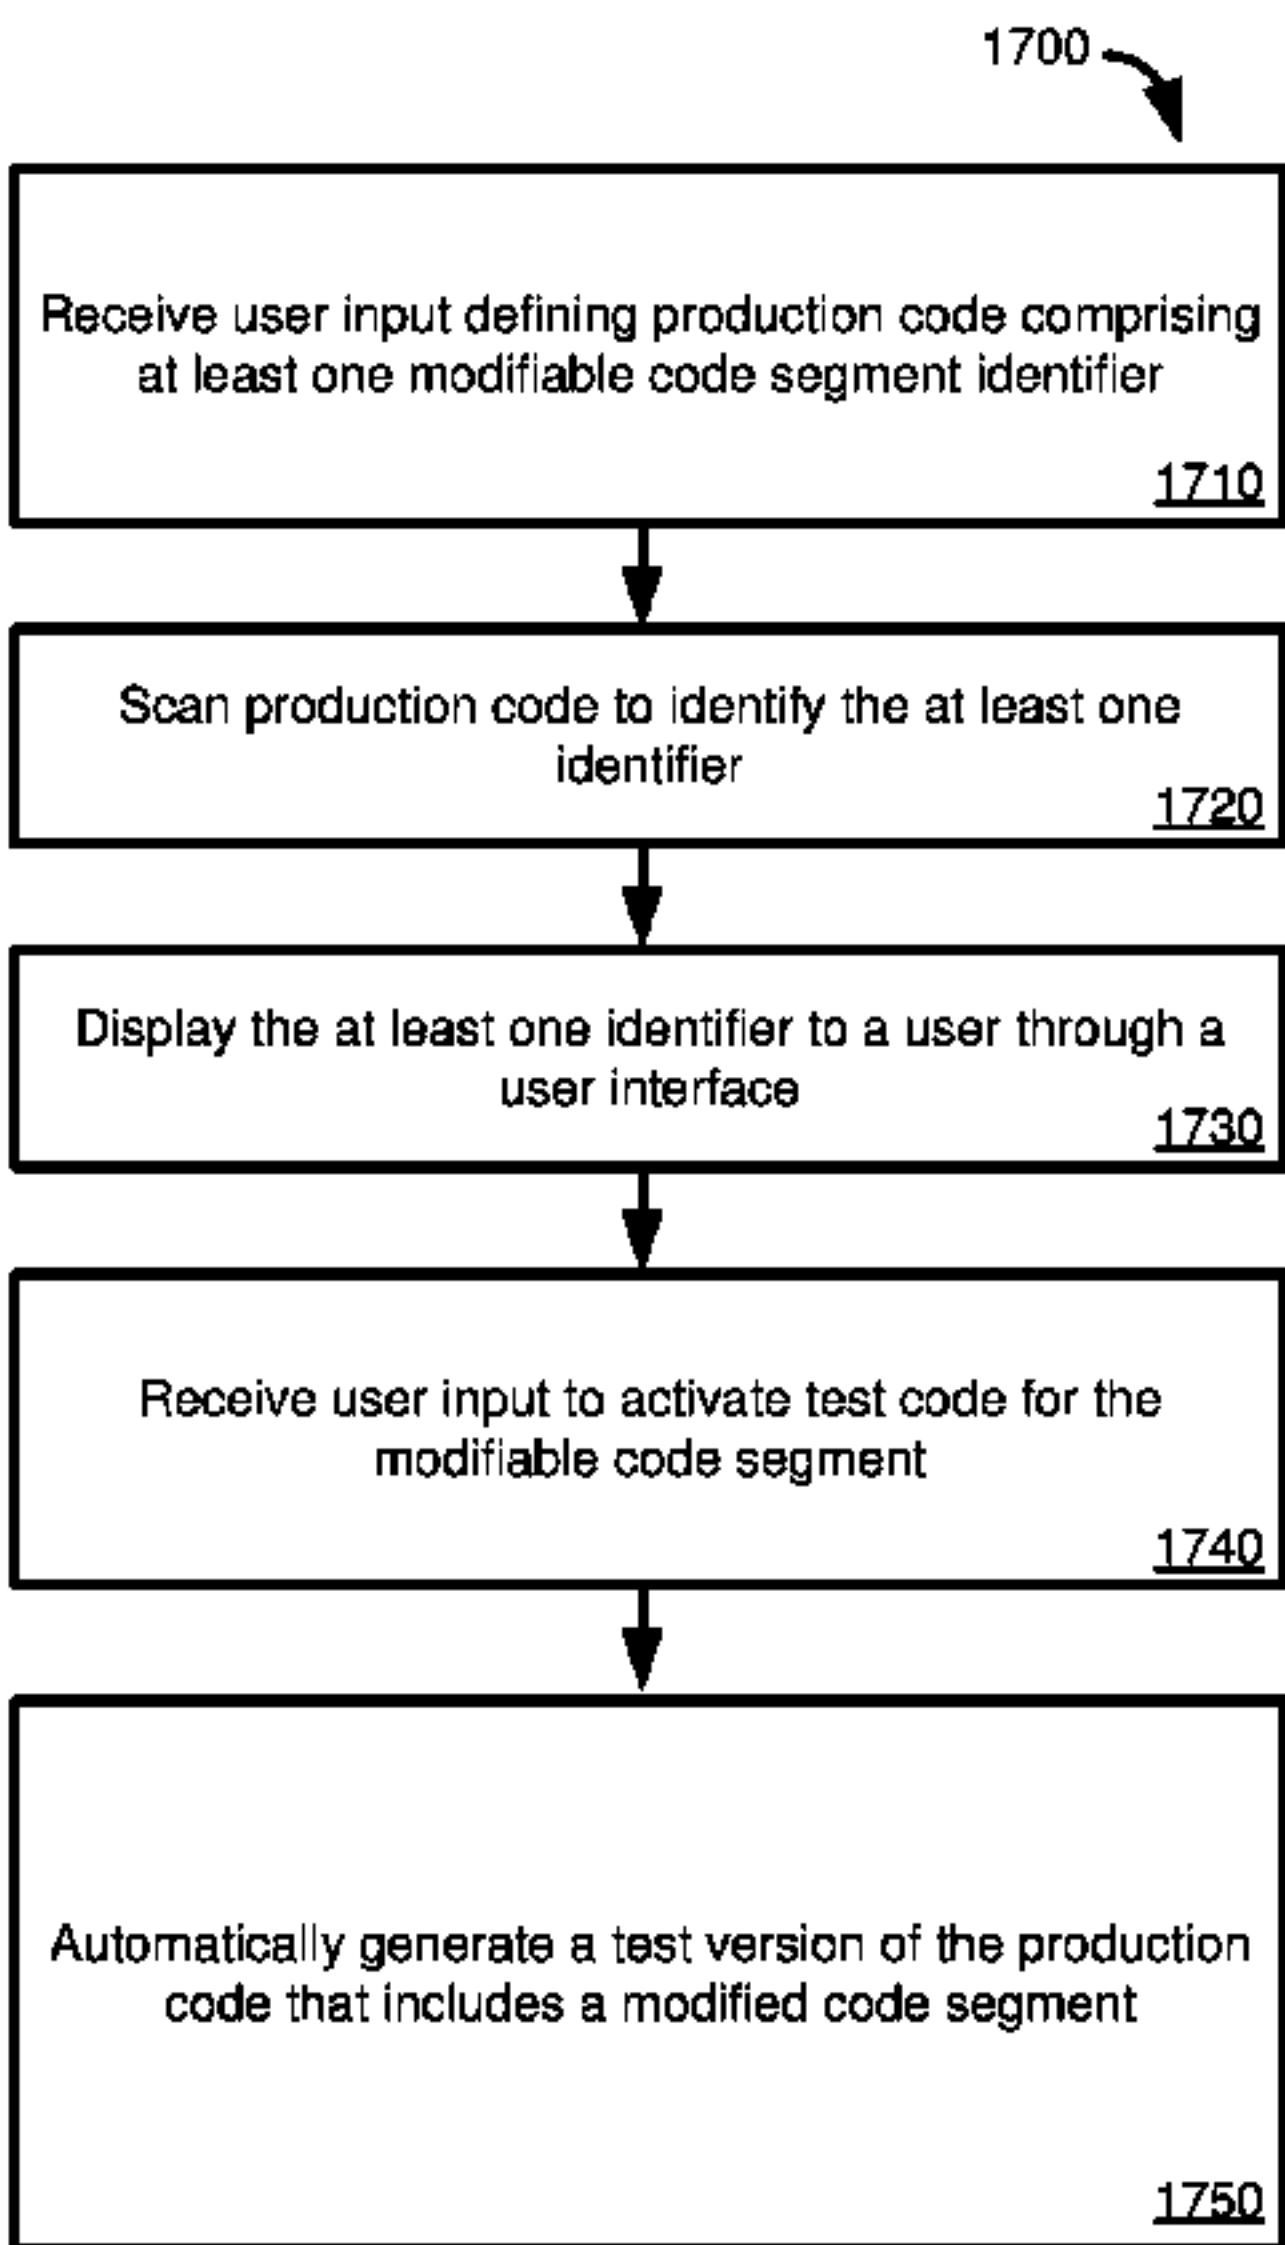 1700
Receive user input defining production code comprising
at least one modifiable code segment identifier
1710
Scan production code to identify the at least one
identifier
1720
Display the at least one identifier to a user through a
user interface
1730
Receive user input to activate test code for the
modifiable code segment
1740
Automatically generate a test version of the production
code that includes a modified code segment
1750